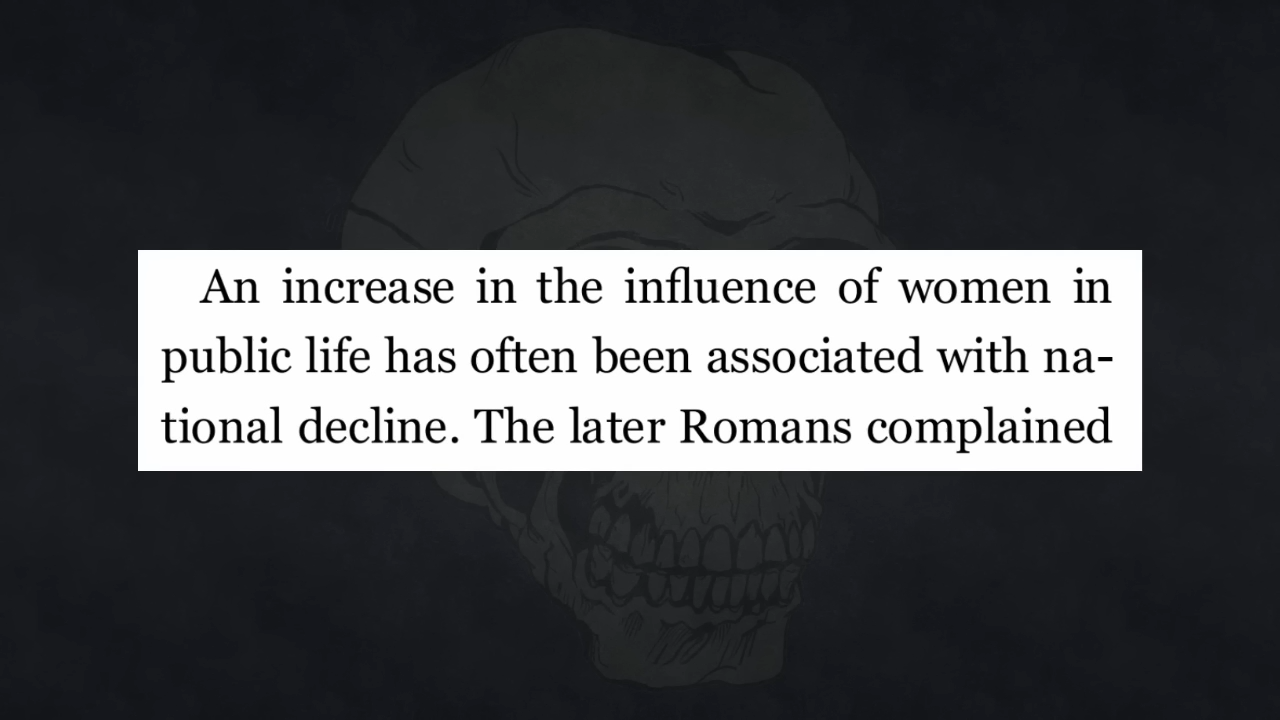 An increase in the influence of women in
public life has often been associated with na-
tional decline. The later Romans complained